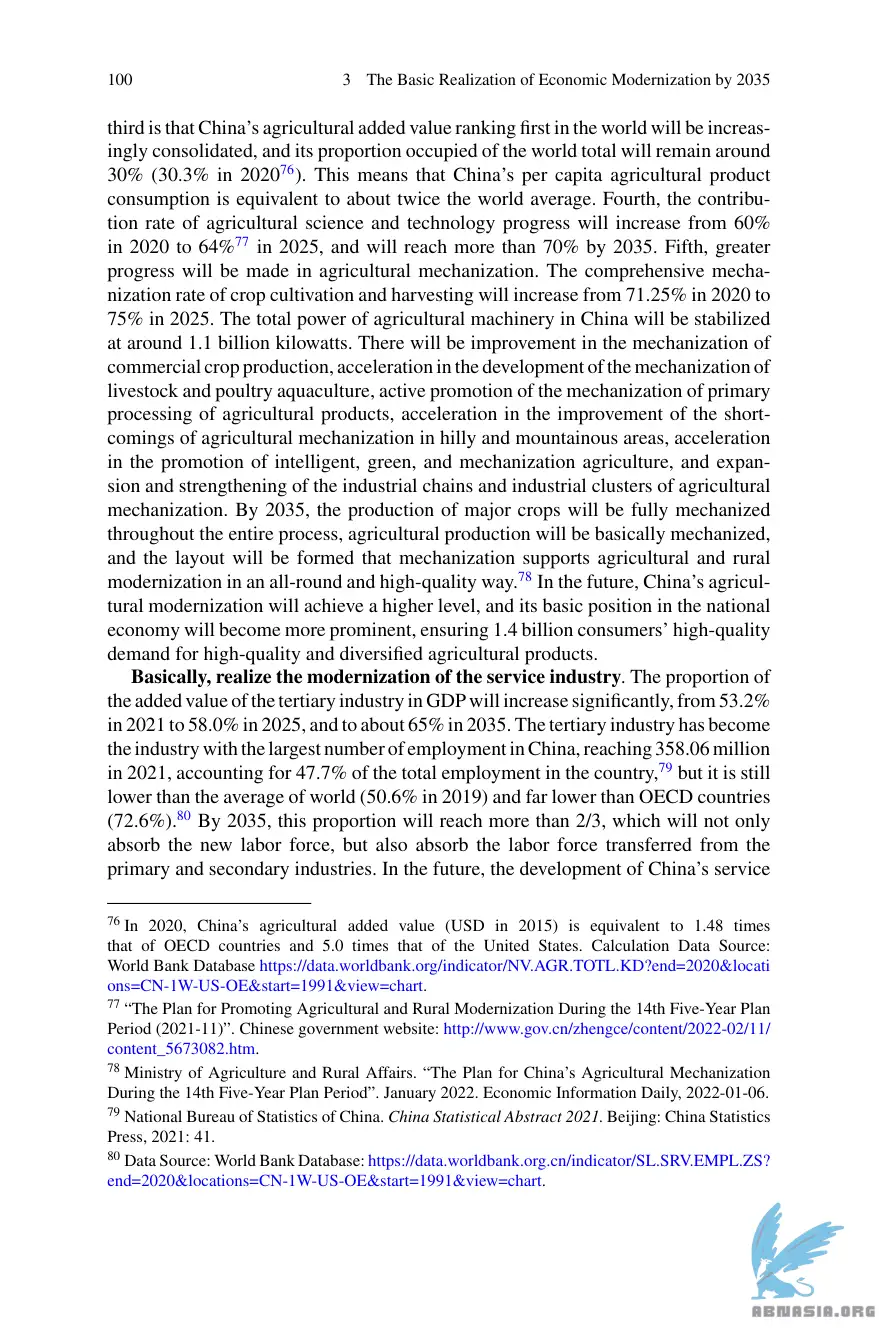 100 3 The Basic Realization of Economic Modernization by 2035
third is that China’s agricultural added value ranking first in the world will be increas-
ingly consolidated, and its proportion occupied of the world total will remain around
30% (30.3% in 2020⁷⁶). This means that China’s per capita agricultural product
consumption is equivalent to about twice the world average. Fourth, the contribu-
tion rate of agricultural science and technology progress will increase from 60%
in 2020 to 64%⁷⁷ in 2025, and will reach more than 70% by 2035. Fifth, greater
progress will be made in agricultural mechanization. The comprehensive mecha-
nization rate of crop cultivation and harvesting will increase from 71.25% in 2020 to
75% in 2025. The total power of agricultural machinery in China will be stabilized
at around 1.1 billion kilowatts. There will be improvement in the mechanization of
commercial crop production, acceleration in the development of the mechanization of
livestock and poultry aquaculture, active promotion of the mechanization of primary
processing of agricultural products, acceleration in the improvement of the short-
comings of agricultural mechanization in hilly and mountainous areas, acceleration
in the promotion of intelligent, green, and mechanization agriculture, and expan-
sion and strengthening of the industrial chains and industrial clusters of agricultural
mechanization. By 2035, the production of major crops will be fully mechanized
throughout the entire process, agricultural production will be basically mechanized,
and the layout will be formed that mechanization supports agricultural and rural
modernization in an all-round and high-quality way.⁷⁸ In the future, China’s agricul-
tural modernization will achieve a higher level, and its basic position in the national
economy will become more prominent, ensuring 1.4 billion consumers’ high-quality
demand for high-quality and diversified agricultural products.
Basically, realize the modernization of the service industry. The proportion of
the added value of the tertiary industry in GDP will increase significantly, from 53.2%
in 2021 to 58.0% in 2025, and to about 65% in 2035. The tertiary industry has become
the industry with the largest number of employment in China, reaching 358.06 million
in 2021, accounting for 47.7% of the total employment in the country,⁷⁹ but it is still
lower than the average of world (50.6% in 2019) and far lower than OECD countries
(72.6%).⁸⁰ By 2035, this proportion will reach more than 2/3, which will not only
absorb the new labor force, but also absorb the labor force transferred from the
primary and secondary industries. In the future, the development of China’s service
⁷⁶ In 2020, China’s agricultural added value (USD in 2015) is equivalent to 1.48 times
that of OECD countries and 5.0 times that of the United States. Calculation Data Source:
World Bank Database https://data.worldbank.org/indicator/NV.AGR.TOTL.KD?end=2020&locati
ons=CN-1W-US-OE&start=1991&view=chart.
⁷⁷ “The Plan for Promoting Agricultural and Rural Modernization During the 14th Five-Year Plan
Period (2021-11)”. Chinese government website: http://www.gov.cn/zhengce/content/2022-02/11/
content_5673082.htm.
⁷⁸ Ministry of Agriculture and Rural Affairs. “The Plan for China’s Agricultural Mechanization
During the 14th Five-Year Plan Period”. January 2022. Economic Information Daily, 2022-01-06.
⁷⁹ National Bureau of Statistics of China. China Statistical Abstract 2021. Beijing: China Statistics
Press, 2021: 41.
⁸⁰ Data Source: World Bank Database: https://data.worldbank.org.cn/indicator/SL.SRV.EMPL.ZS?
end=2020&locations=CN-1W-US-OE&start=1991&view=chart.
ABNASIA.ORG